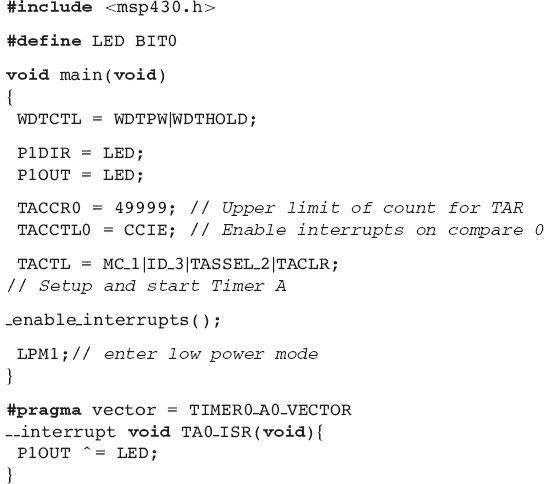 #include <msp430.h>
#define LED BIT0
void main(void)
{
WDTCTL = WDTPW|WDTHOLD;
P1DIR = LED;
P1OUT = LED;
TACCR0 = 49999; // Upper limit of count for TAR
TACCTL0 = CCIE; // Enable interrupts on compare 0
TACTL = MC_1|ID_3|TASSEL_2|TACLR;
// Setup and start Timer A
_enable_interrupts();
LPM1;// enter low power mode
}
#pragma vector = TIMER0_A0_VECTOR
__interrupt void TA0_ISR(void){
P1OUT ^= LED;
}